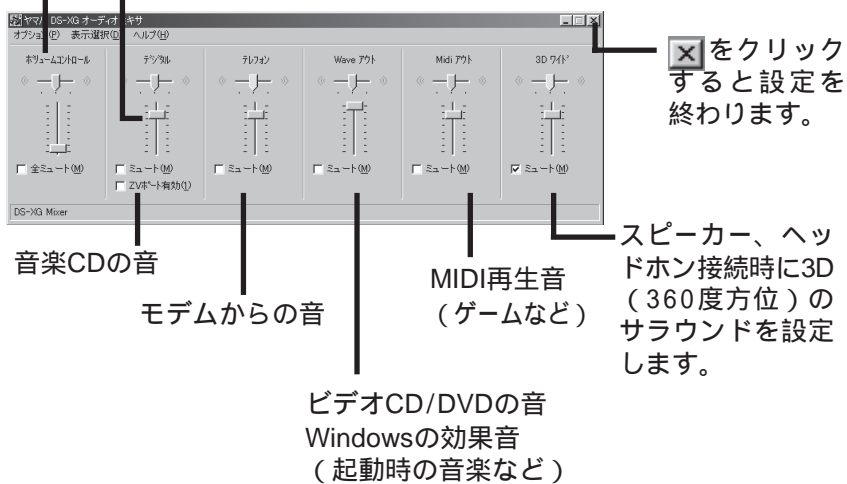 ヤマハ DS-XG オーディオ
キサ
オプション(P) 表示選択(D) ヘルプ(H)
ボリュームコントロール
デジタル
テレフォン
Wave アウト
Midi アウト
3D ワイド
全ミュート(M)
ミュート(M)
ミュート(M)
ミュート(M)
ミュート(M)
ミュート(M)
ZVポート有効(1)
DS-XG Mixer
をクリック
すると設定を
終わります。
音楽CDの音
モデムからの音
ビデオCD/DVDの音
Windowsの効果音
(起動時の音楽など)
MIDI再生音
(ゲームなど)
スピーカー、ヘッ
ドホン接続時に3D
(360度方位)の
サラウンドを設定
します。